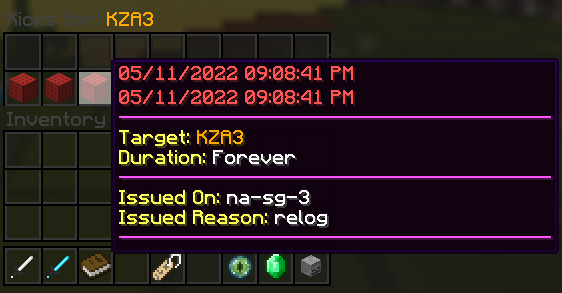 Kicks for KZA3
05/11/2022 09:08:41 PM
05/11/2022 09:08:41 PM
Target: KZA3
Duration: Forever
Issued On: na-sg-3
Issued Reason: relog
Inventory